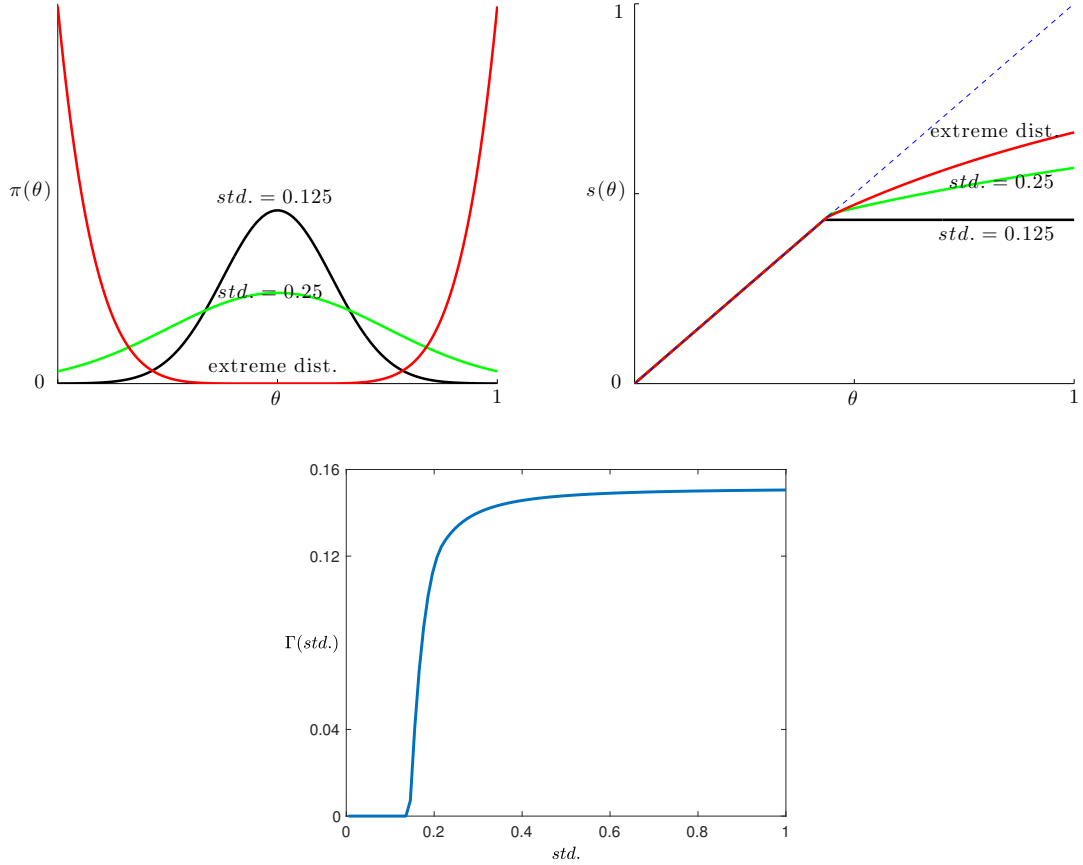 π(θ)
std. = 0.125
std. = 0.25
extreme dist.
0
θ
1
1
s(θ)
extreme dist.
std. = 0.25
std. = 0.125
0
θ
1
0.16
0.12
Γ(std.)
0.04
0
0
0.2
0.4
0.6
0.8
1
std.